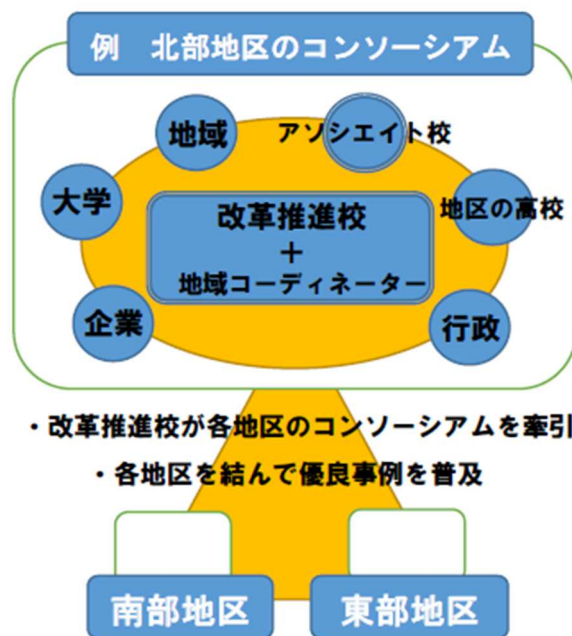 例　北部地区のコンソーシアム
地域
アソシエイト校
大学
地区の高校
改革推進校
＋
地域コーディネーター
企業
行政
・改革推進校が各地区のコンソーシアムを牽引
・各地区を結んで優良事例を普及
南部地区
東部地区